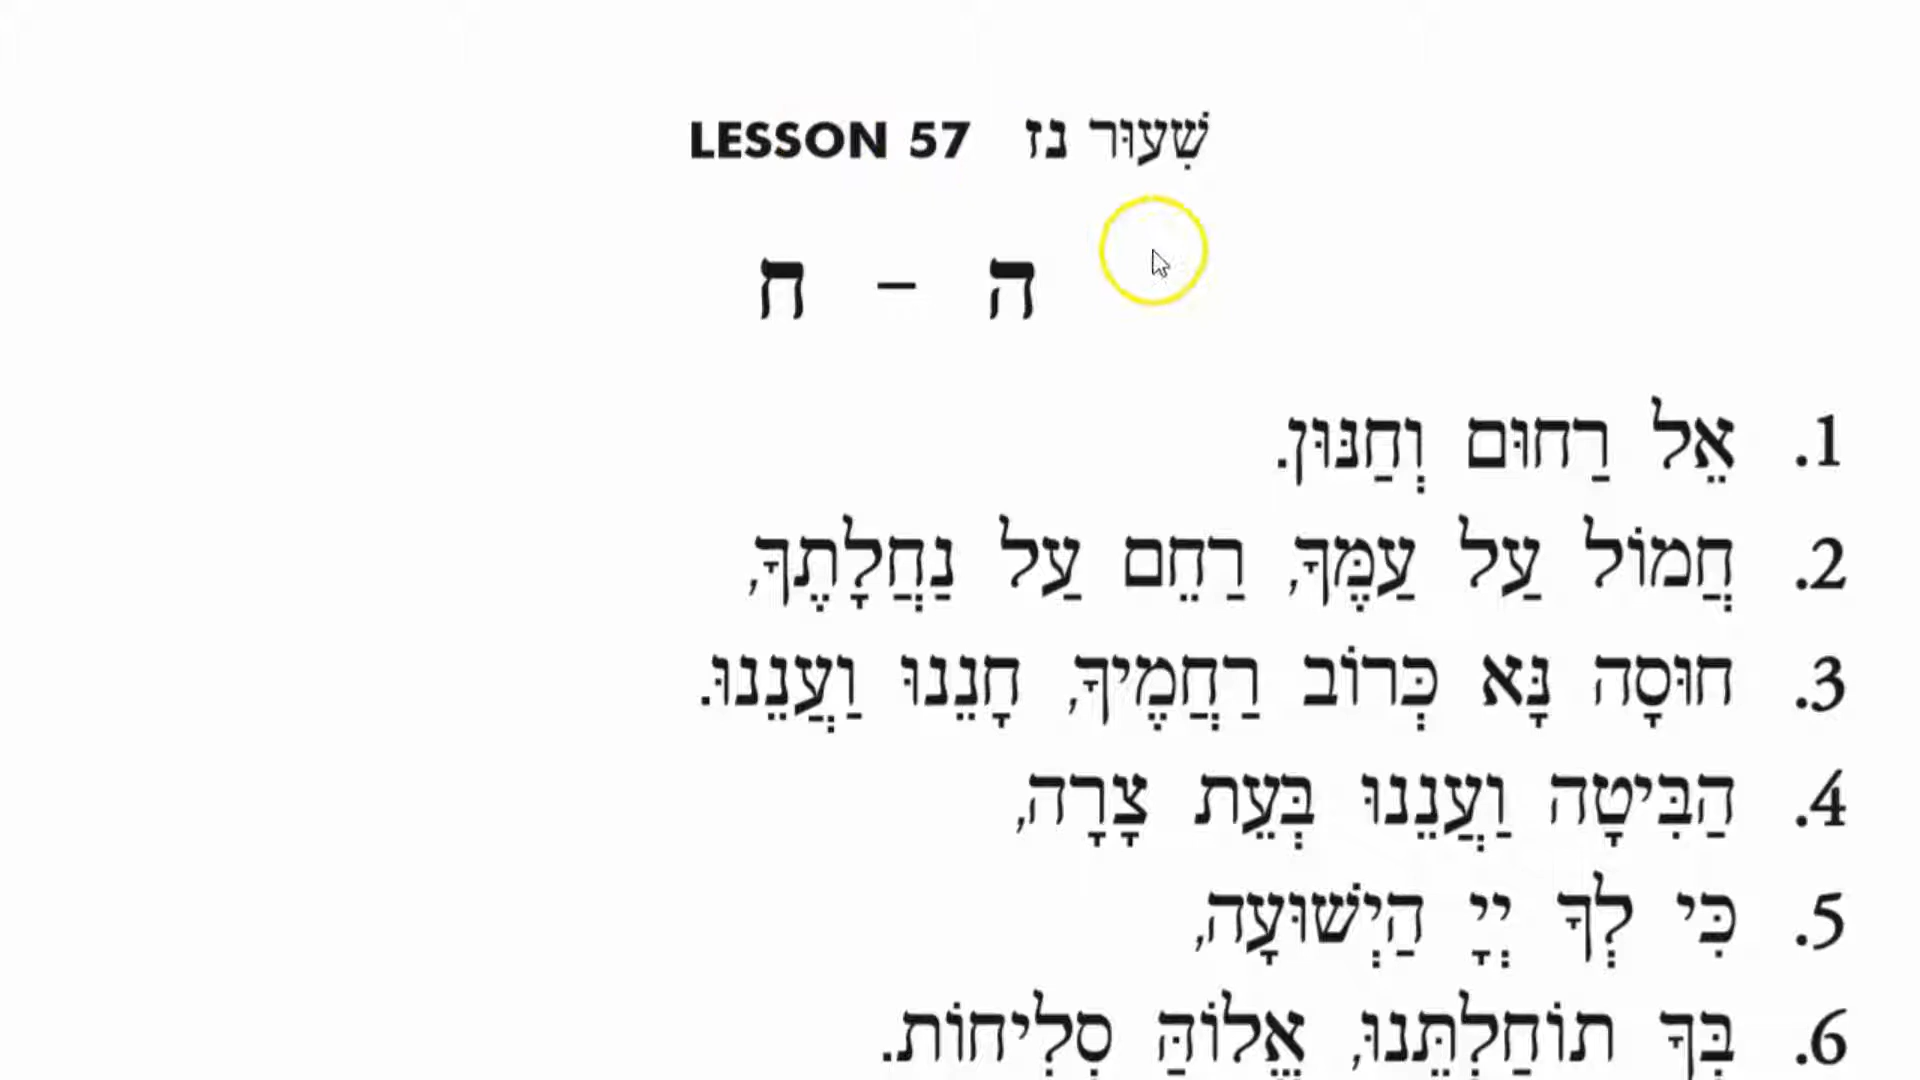 LESSON 57 שִׁעוּר נז
ה – ח
1. אֵל רַחוּם וְחַנּוּן.
2. חֲמוֹל עַל עַמֶּךָ, רַחֵם עַל נַחֲלָתֶךָ,
3. חוּסָה נָּא כְּרוֹב רַחֲמֶיךָ, חָנֵנוּ וַעֲנֵנוּ.
4. הַבִּיטָה וַעֲנֵנוּ בְּעֵת צָרָה,
5. כִּי לְךָ יְיָ הַיְשׁוּעָה,
6. בְּךָ תוֹחַלְתֵּנוּ, אֱלוֹהַּ סְלִיחוֹת.